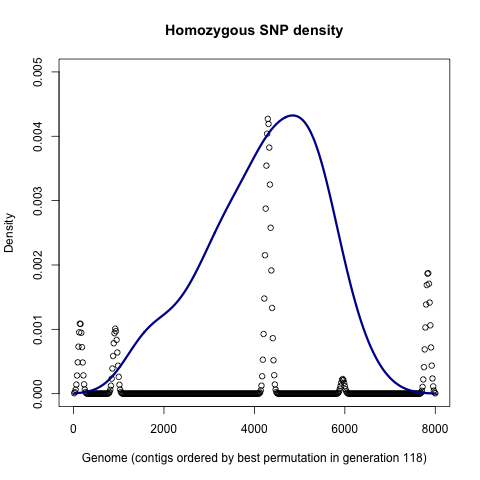 Homozygous SNP density
0.005
0.004
0.003
0.002
0.001
0.000
Density
0 2000 4000 6000 8000
Genome (contigs ordered by best permutation in generation 118)